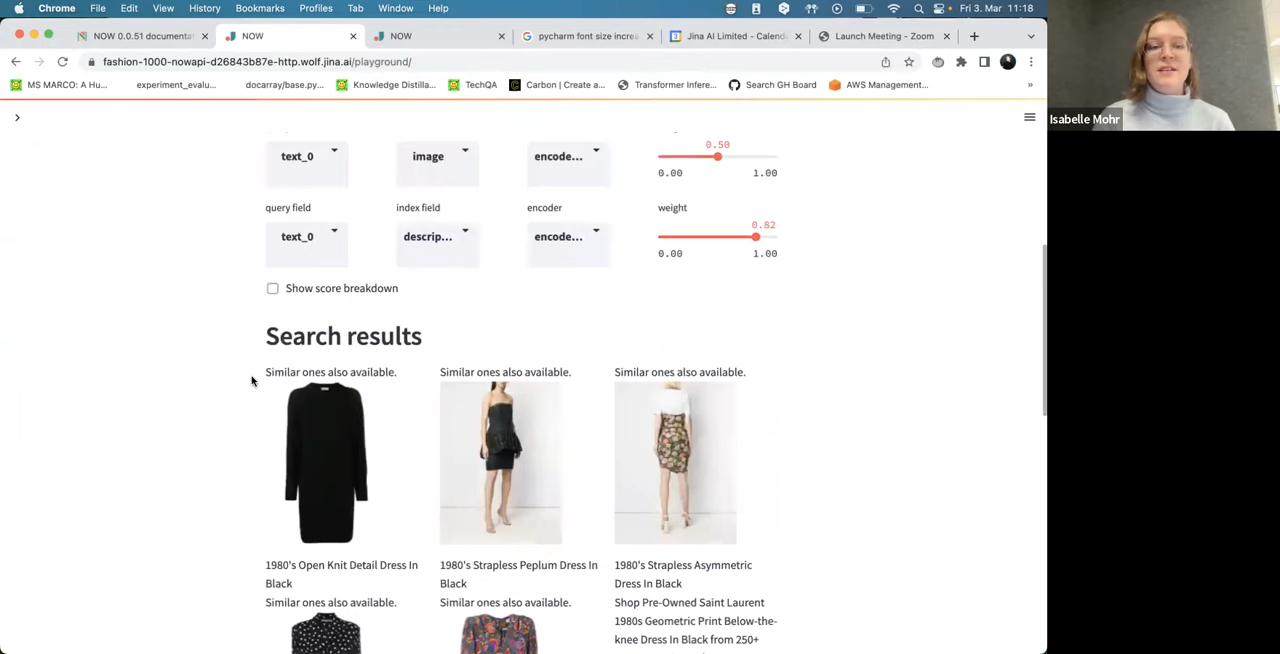 Chrome File Edit View History Bookmarks Profiles Tab Window Help Fri 3. Mar 11:18
NOW 0.0.51 documentat
NOW
NOW
pycharm font size increa
Jina AI Limited - Calenda
Launch Meeting - Zoom
fashion-1000-nowapi-d26843b87e-http.wolf.jina.ai/playground/
MS MARCO: A Hu...
experiment_evalu...
docarray/base.py...
Knowledge Distilla...
TechQA
Carbon | Create a...
Transformer Infere...
Search GH Board
AWS Management...
»
Isabelle Mohr
0.50
text_0 image encode...
0.00 1.00
query field index field encoder weight
0.82
text_0 descrip... encode...
0.00 1.00
Show score breakdown
Search results
Similar ones also available. Similar ones also available. Similar ones also available.
1980's Open Knit Detail Dress In
Black
Similar ones also available.
1980's Strapless Peplum Dress In
Black
Similar ones also available.
1980's Strapless Asymmetric
Dress In Black
Shop Pre-Owned Saint Laurent
1980s Geometric Print Below-the-
knee Dress In Black from 250+